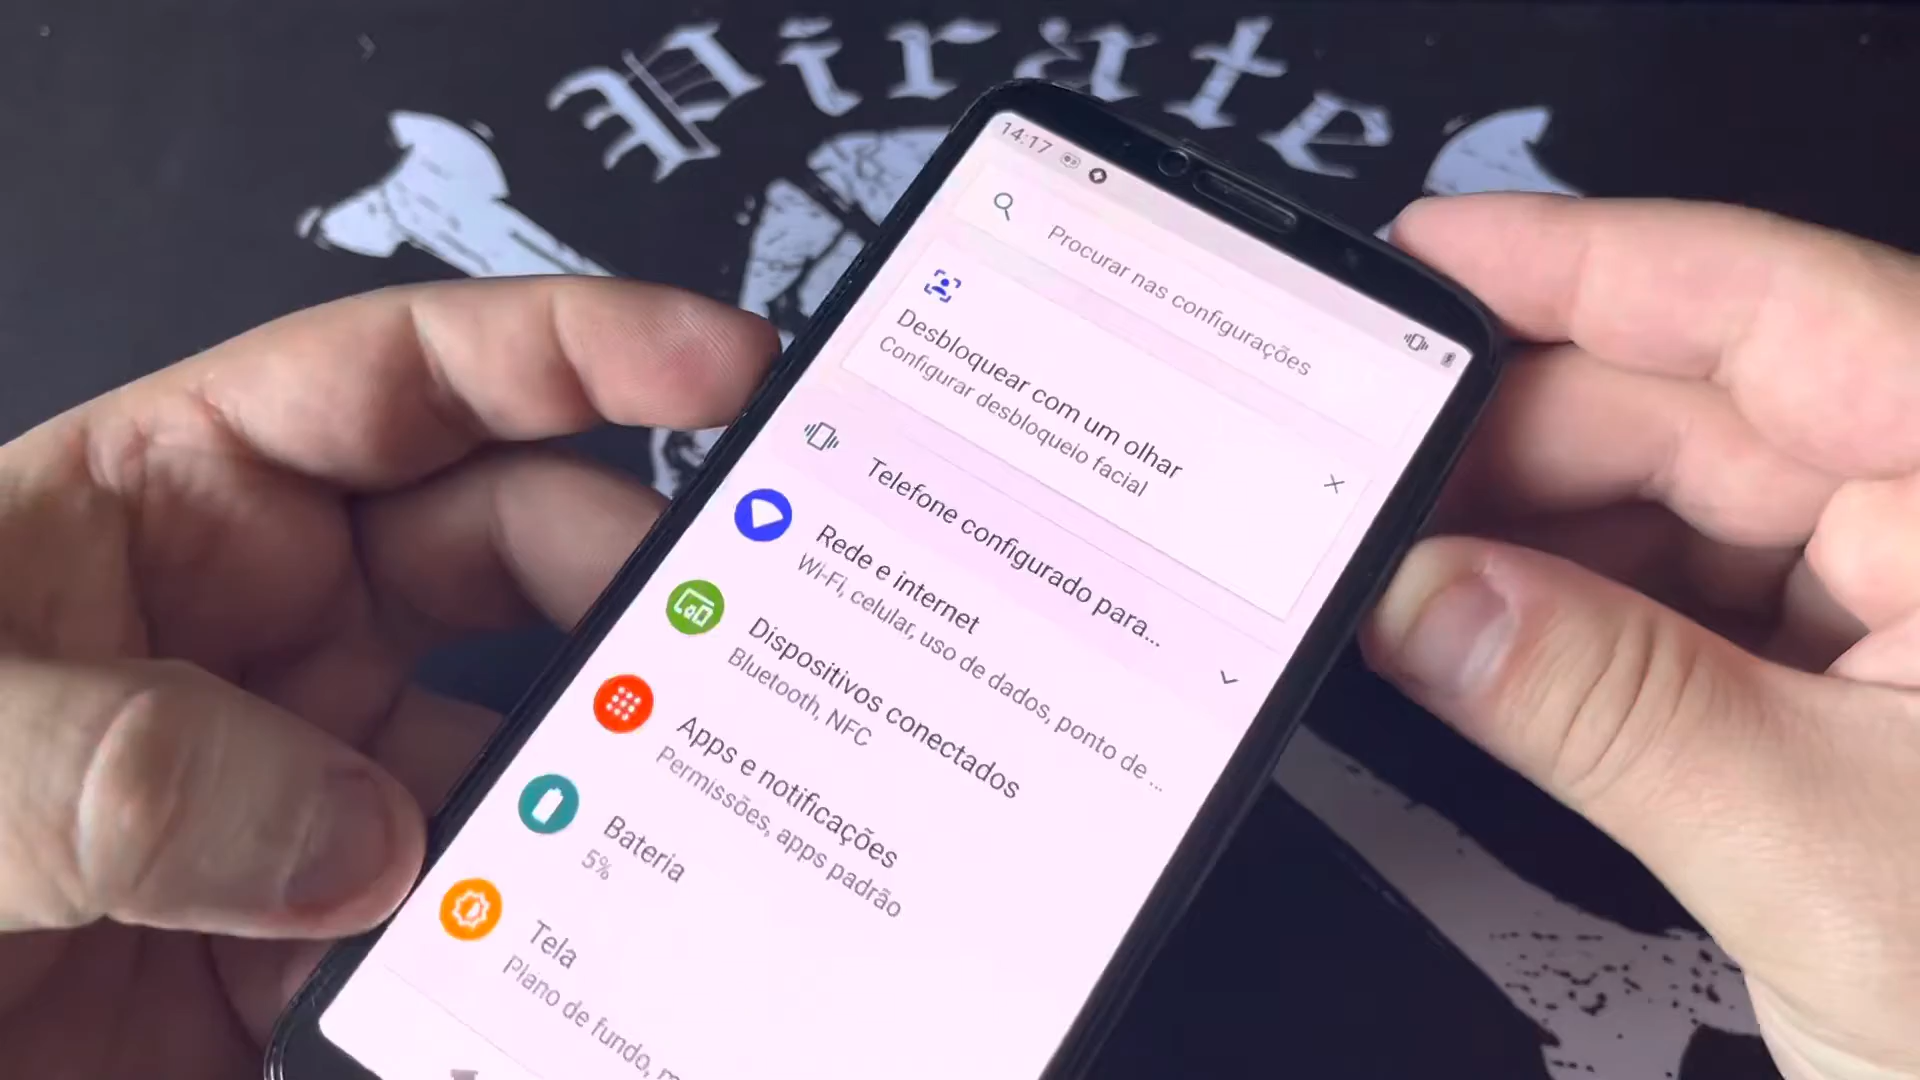 Pirate
14:17
Procurar nas configurações
Desbloquear com um olhar
Configurar desbloqueio facial
Telefone configurado para...
Rede e internet
Wi-Fi, celular, uso de dados, ponto de...
Dispositivos conectados
Bluetooth, NFC
Apps e notificações
Permissões, apps padrão
Bateria
5%
Tela
Plano de fundo,